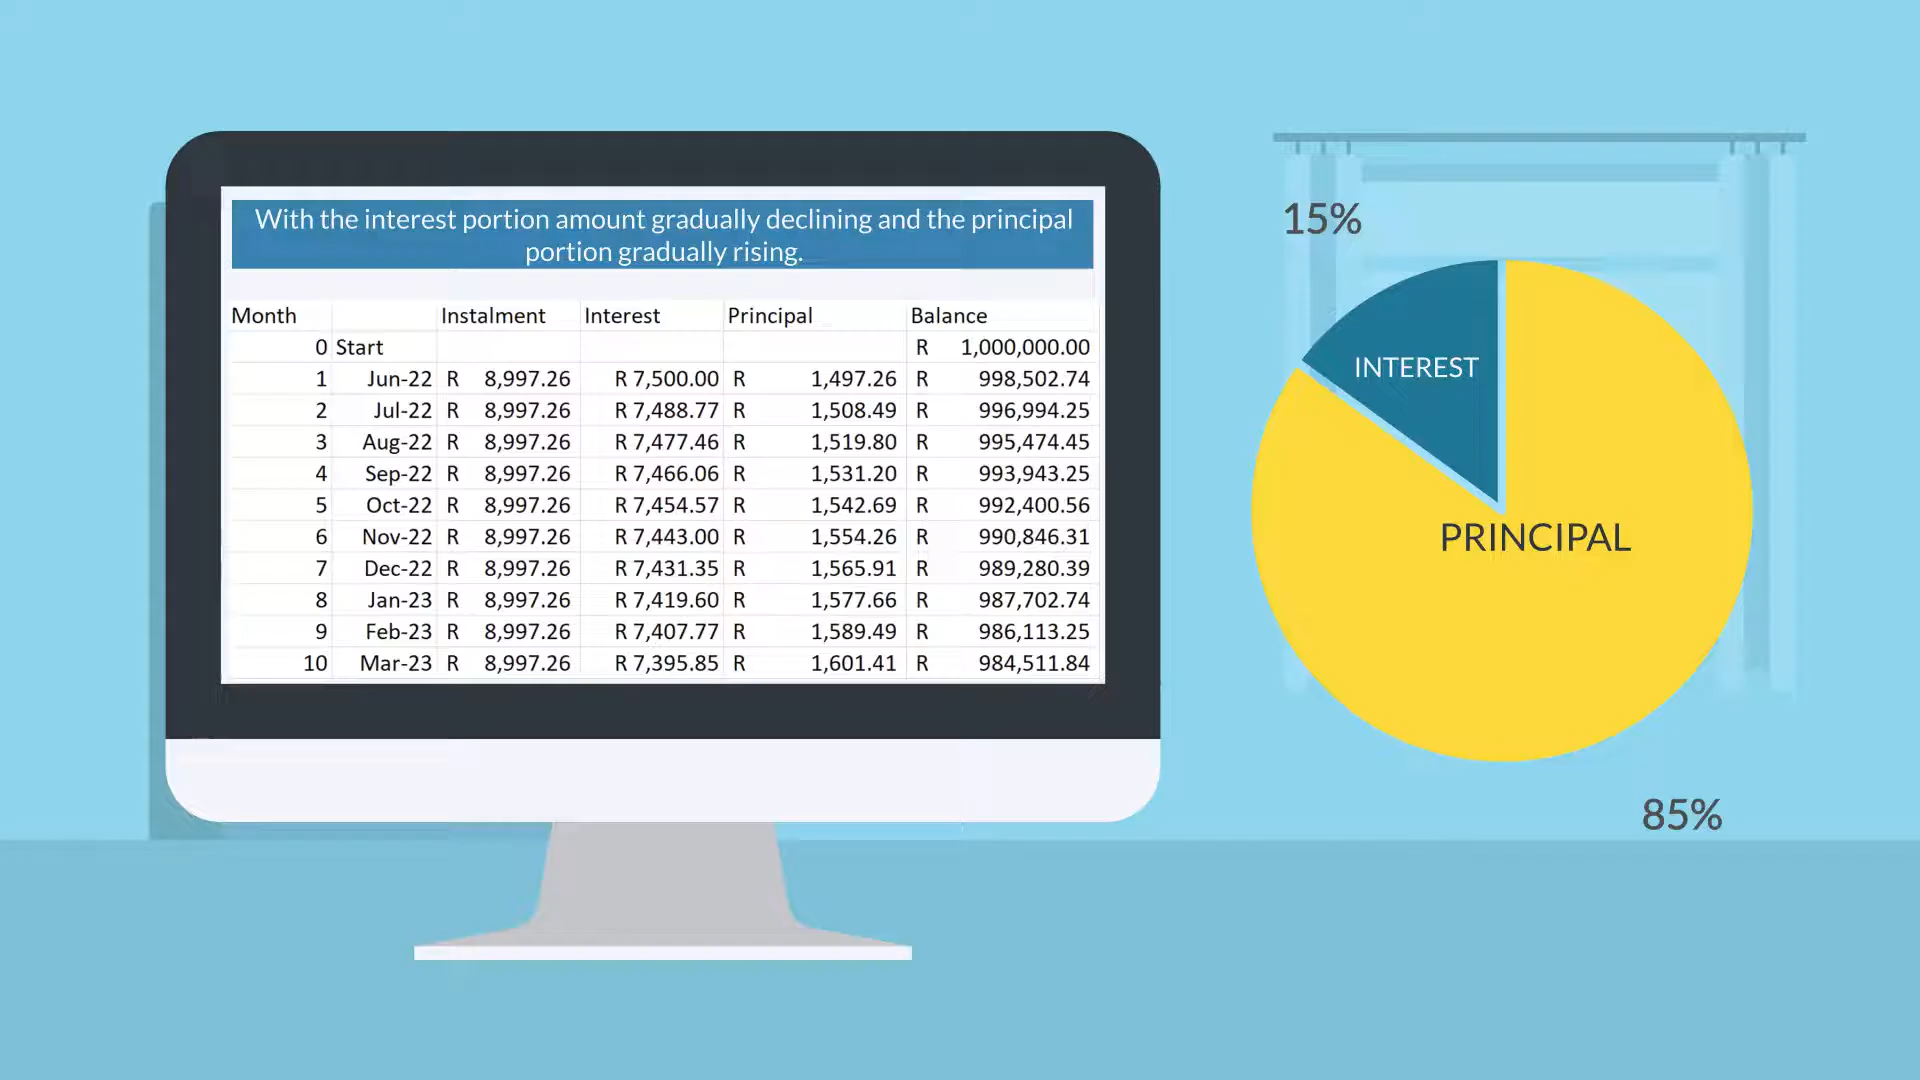 With the interest portion amount gradually declining and the principal
portion gradually rising.
Month Instalment Interest Principal Balance
0 Start R 1,000,000.00
1 Jun-22 R 8,997.26 R 7,500.00 R 1,497.26 R 998,502.74
2 Jul-22 R 8,997.26 R 7,488.77 R 1,508.49 R 996,994.25
3 Aug-22 R 8,997.26 R 7,477.46 R 1,519.80 R 995,474.45
4 Sep-22 R 8,997.26 R 7,466.06 R 1,531.20 R 993,943.25
5 Oct-22 R 8,997.26 R 7,454.57 R 1,542.69 R 992,400.56
6 Nov-22 R 8,997.26 R 7,443.00 R 1,554.26 R 990,846.31
7 Dec-22 R 8,997.26 R 7,431.35 R 1,565.91 R 989,280.39
8 Jan-23 R 8,997.26 R 7,419.60 R 1,577.66 R 987,702.74
9 Feb-23 R 8,997.26 R 7,407.77 R 1,589.49 R 986,113.25
10 Mar-23 R 8,997.26 R 7,395.85 R 1,601.41 R 984,511.84
15%
INTEREST
PRINCIPAL
85%